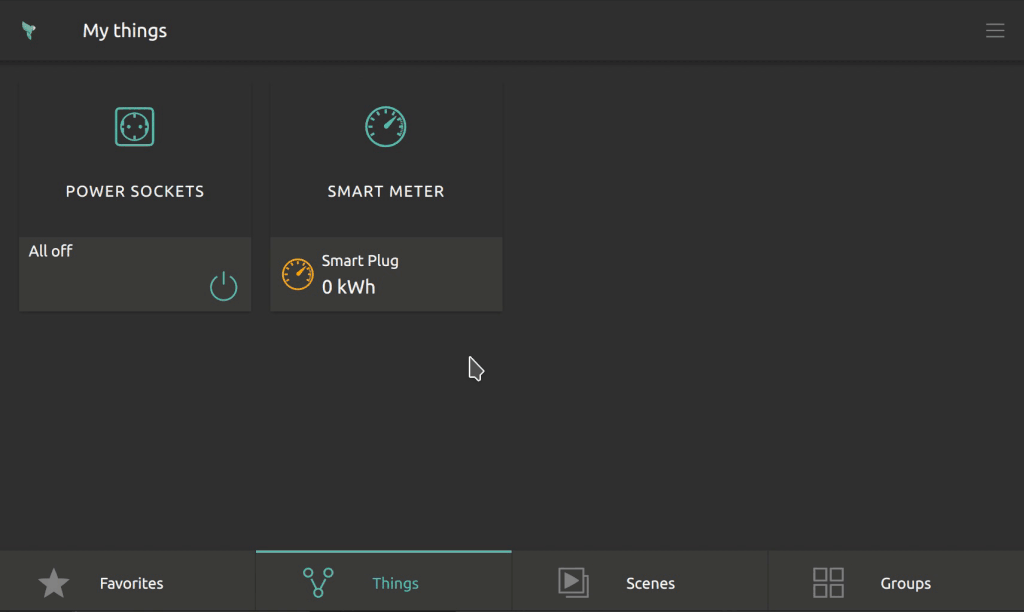 My things
POWER SOCKETS
SMART METER
All off
Smart Plug
0 kWh
Favorites
Things
Scenes
Groups